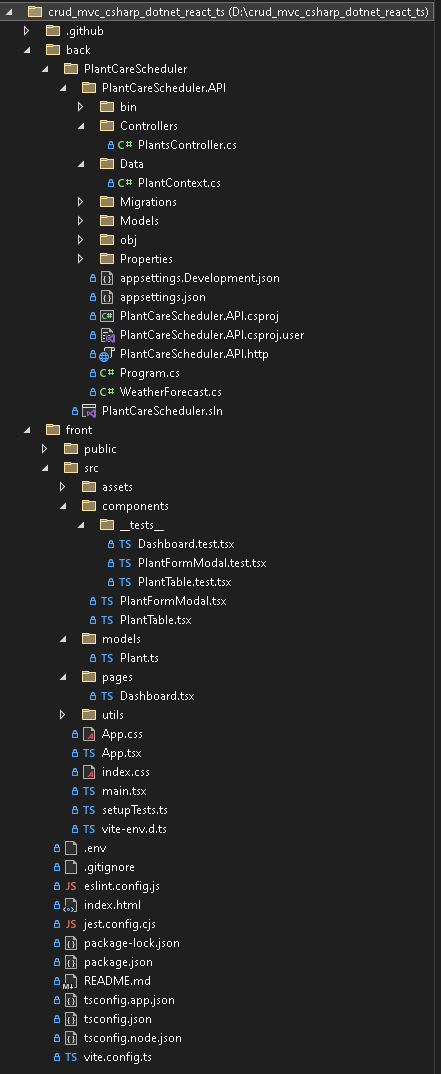 crud_mvc_csharp_dotnet_react_ts (D:\crud_mvc_csharp_dotnet_react_ts)
.github
back
PlantCareScheduler
PlantCareScheduler.API
bin
Controllers
C# PlantsController.cs
Data
C# PlantContext.cs
Migrations
Models
obj
Properties
appsettings.Development.json
appsettings.json
C# PlantCareScheduler.API.csproj
PlantCareScheduler.API.csproj.user
PlantCareScheduler.API.http
C# Program.cs
C# WeatherForecast.cs
PlantCareScheduler.sln
front
public
src
assets
components
__tests__
TS Dashboard.test.tsx
TS PlantFormModal.test.tsx
TS PlantTable.test.tsx
TS PlantFormModal.tsx
TS PlantTable.tsx
models
TS Plant.ts
pages
TS Dashboard.tsx
utils
App.css
TS App.tsx
index.css
TS main.tsx
TS setupTests.ts
TS vite-env.d.ts
.env
.gitignore
JS eslint.config.js
index.html
JS jest.config.cjs
package-lock.json
package.json
README.md
tsconfig.app.json
tsconfig.json
tsconfig.node.json
TS vite.config.ts